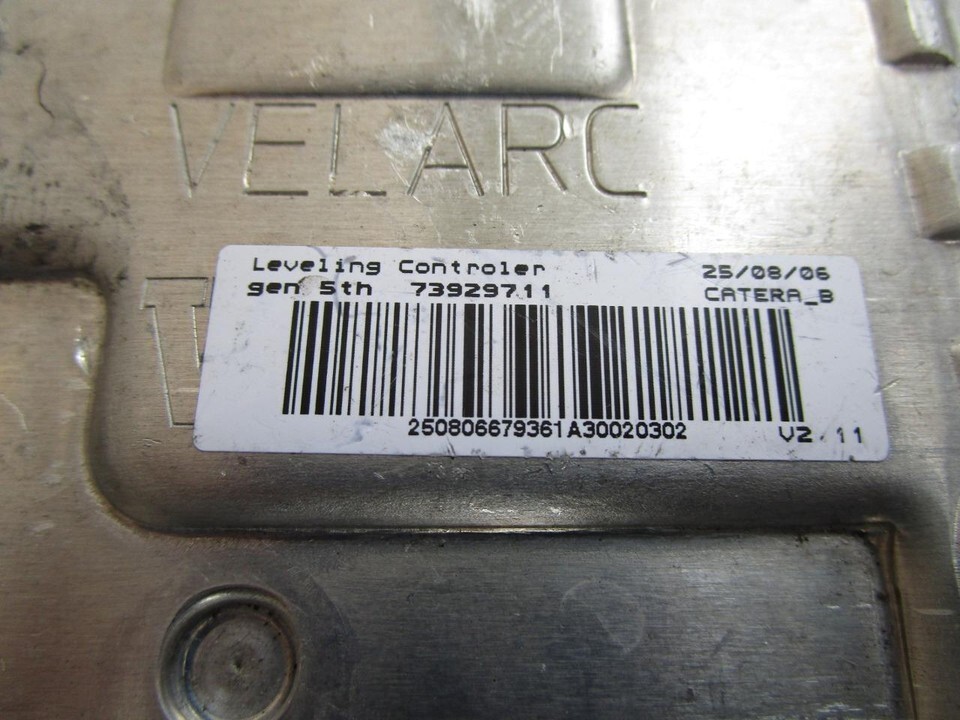 VELARC
Leveling Controler 25/08/06
gen 5th 73929711 CATERA_B
250806679361A30020302 V2.11